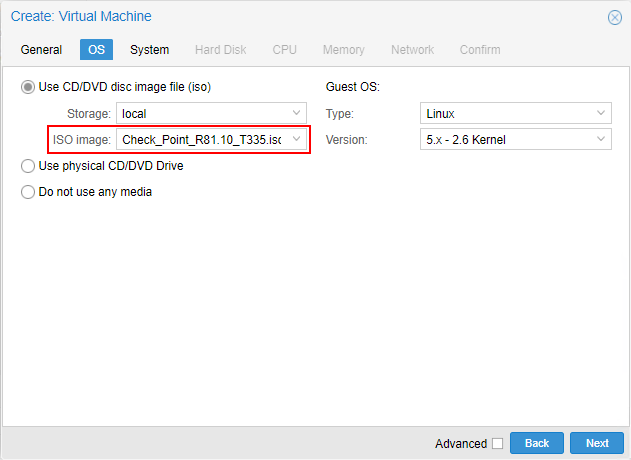 Create: Virtual Machine
General OS System Hard Disk CPU Memory Network Confirm
Use CD/DVD disc image file (iso) Guest OS:
Storage: local Type: Linux
ISO image: Check_Point_R81.10_T335.iso Version: 5.x - 2.6 Kernel
Use physical CD/DVD Drive
Do not use any media
Advanced Back Next